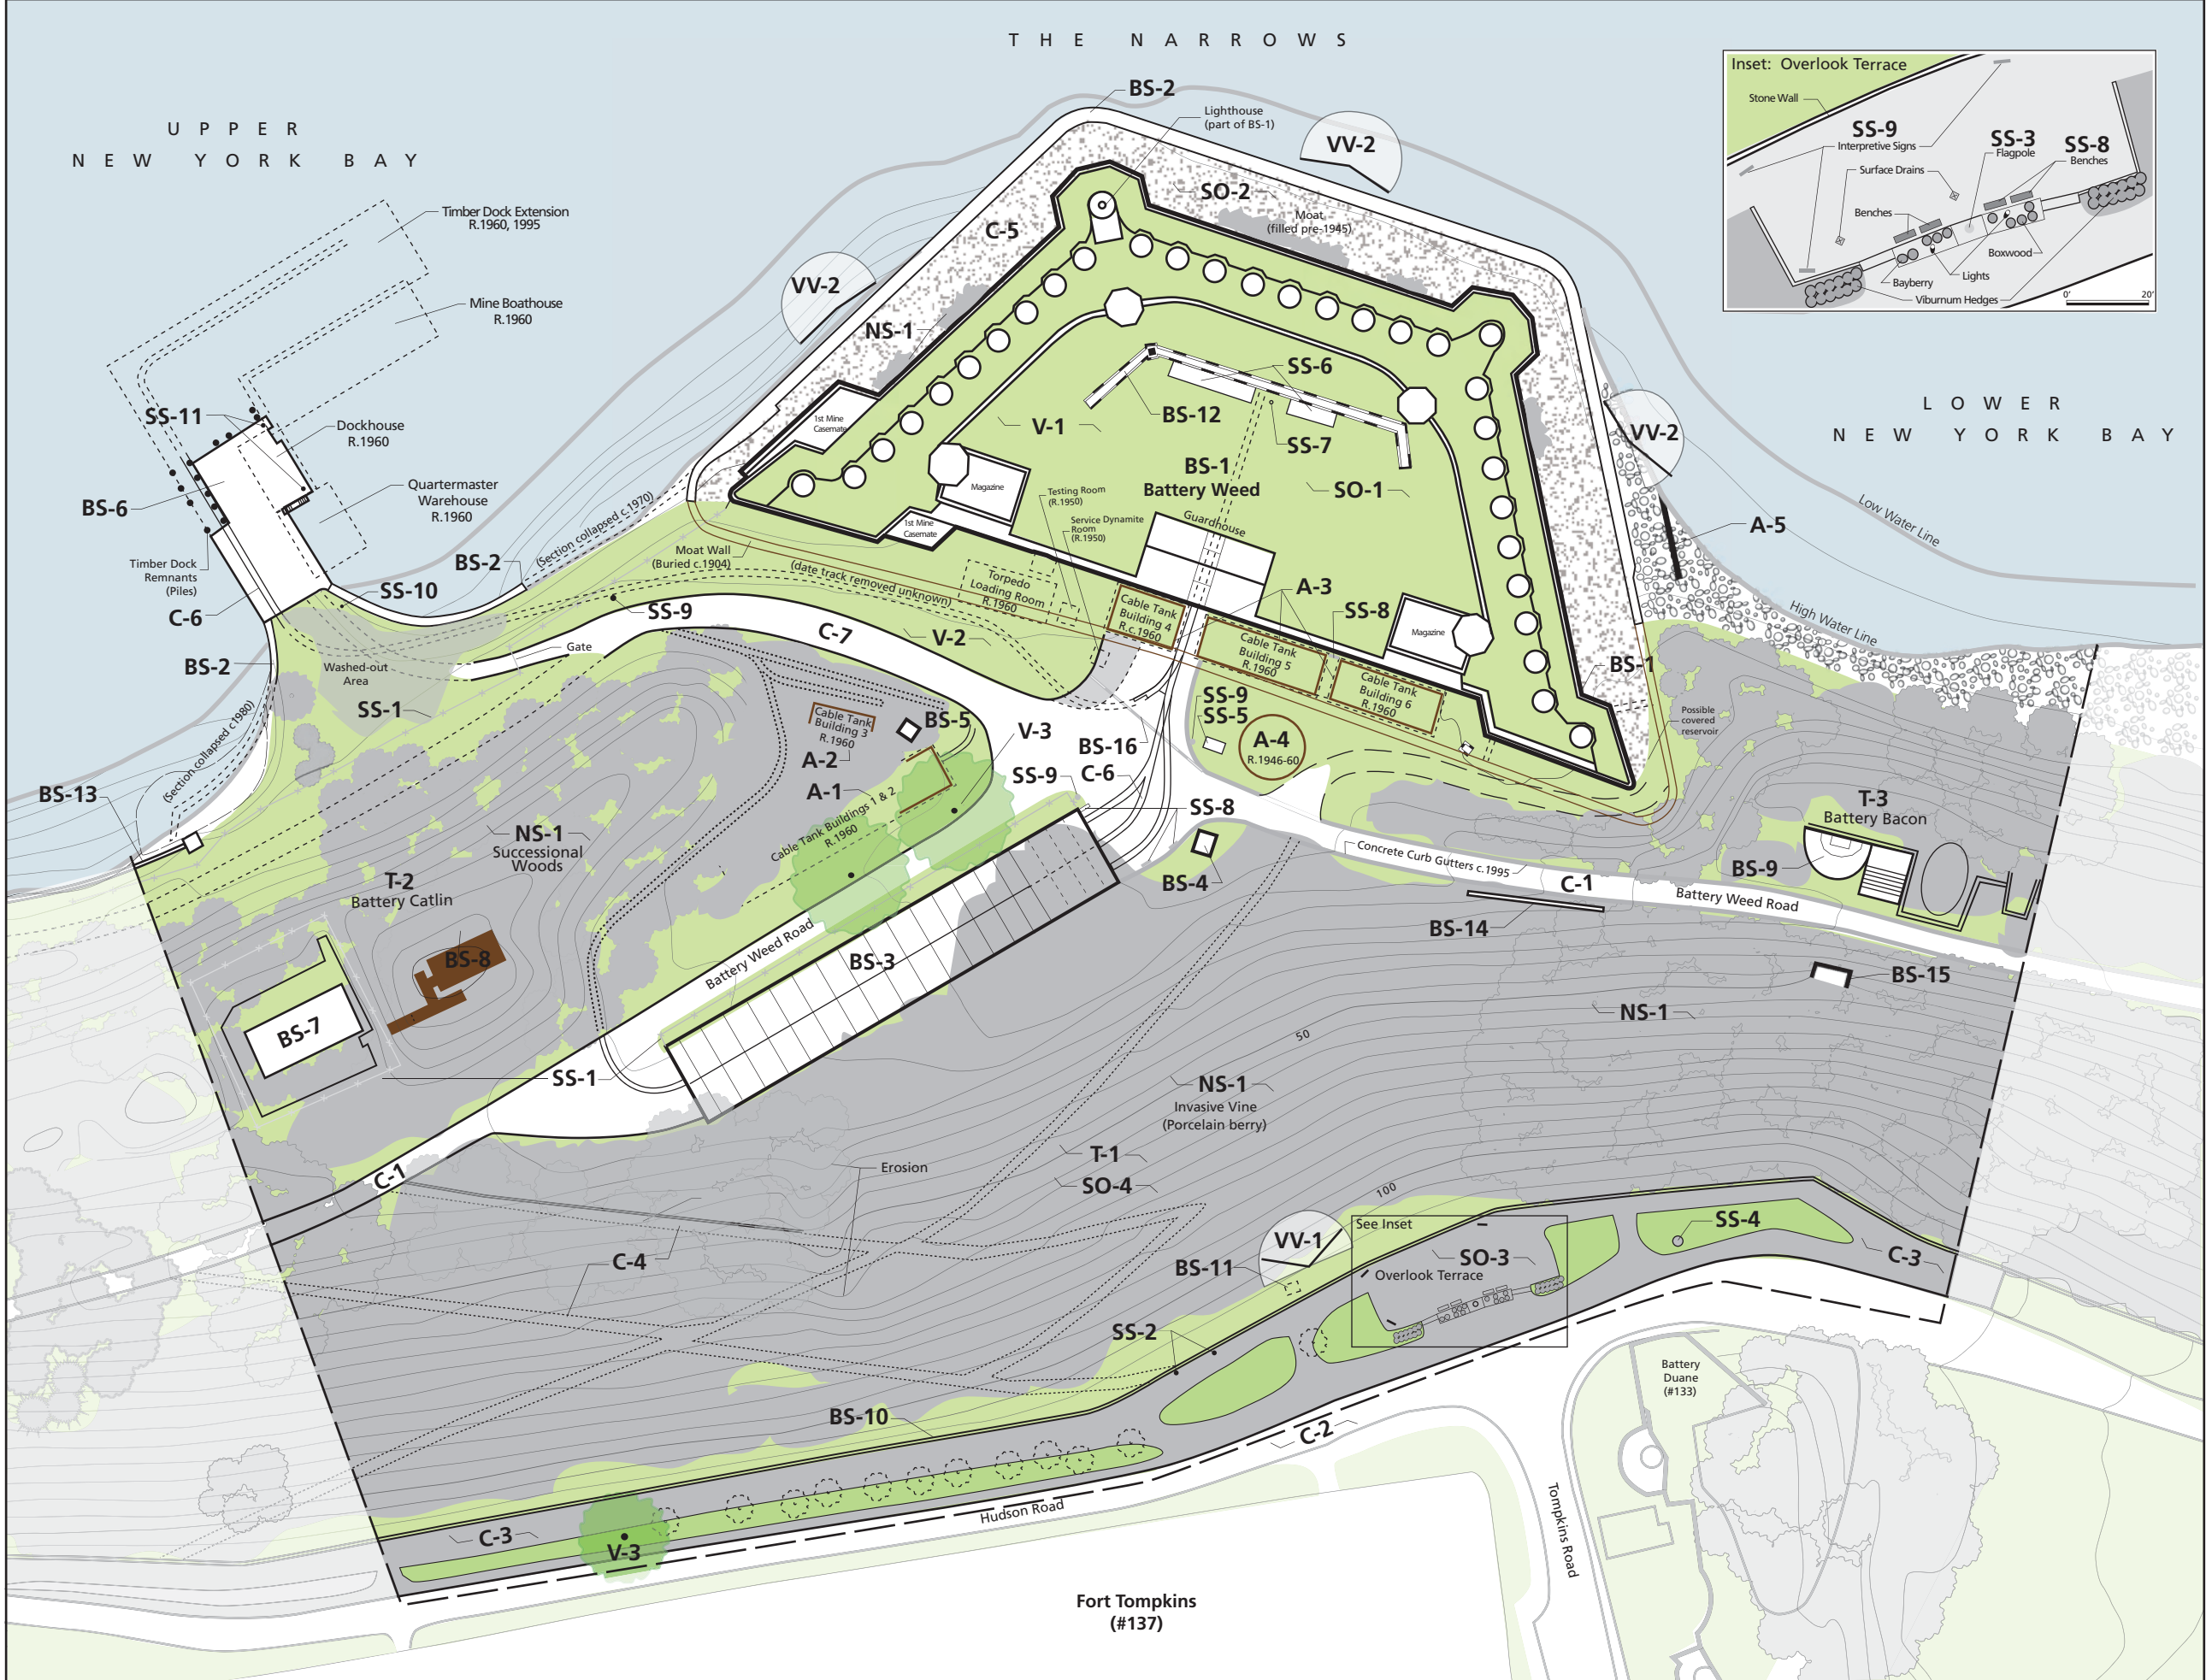 THE NARROWS
UPPER
NEW YORK BAY
LOWER
NEW YORK BAY
Inset: Overlook Terrace
Stone Wall
SS-9
Interpretive Signs
SS-3
Flagpole
SS-8
Benches
Surface Drains
Benches
Boxwood
Lights
Bayberry
Viburnum Hedges
0'
20'
BS-2
Lighthouse
(part of BS-1)
VV-2
SO-2
Moat
(filled pre-1945)
C-5
VV-2
NS-1
Timber Dock Extension
R.1960, 1995
Mine Boathouse
R.1960
SS-11
Dockhouse
R.1960
BS-6
Quartermaster
Warehouse
R.1960
Timber Dock
Remnants
(Piles)
C-6
BS-2
SS-10
BS-2
(Section collapsed c.1970)
1st Mine
Casemate
SS-6
BS-12
V-1
SS-7
BS-1
Battery Weed
SO-1
Magazine
Testing Room
(R.1950)
Service Dynamite
Room
(R.1950)
1st Mine
Casemate
Guardhouse
VV-2
A-5
Low Water Line
High Water Line
Moat Wall
(Buried c.1904)
(date track removed unknown)
Torpedo
Loading Room
R.1960
Cable Tank
Building 4
R.c.1960
A-3
SS-8
Cable Tank
Building 5
R.1960
Cable Tank
Building 6
R.1960
Magazine
BS-1
SS-9
C-7
V-2
Gate
Washed-out
Area
SS-1
Cable Tank
Building 3
R.1960
BS-5
A-2
A-1
Cable Tank Buildings 1 & 2
R.1960
V-3
SS-9
BS-16
C-6
SS-9
SS-5
A-4
R.1946-60
Possible
covered
reservoir
BS-13
(Section collapsed c.1980)
NS-1
Successional
Woods
T-2
Battery Catlin
BS-8
BS-7
SS-8
BS-4
Concrete Curb Gutters c.1995
C-1
Battery Weed Road
T-3
Battery Bacon
BS-9
BS-14
BS-15
Battery Weed Road
BS-3
SS-1
NS-1
50
NS-1
Invasive Vine
(Porcelain berry)
T-1
SO-4
Erosion
C-1
C-4
100
VV-1
BS-11
See Inset
SO-3
Overlook Terrace
SS-4
C-3
SS-2
BS-10
C-2
Hudson Road
C-3
V-3
Battery
Duane
(#133)
Tompkins Road
Fort Tompkins
(#137)